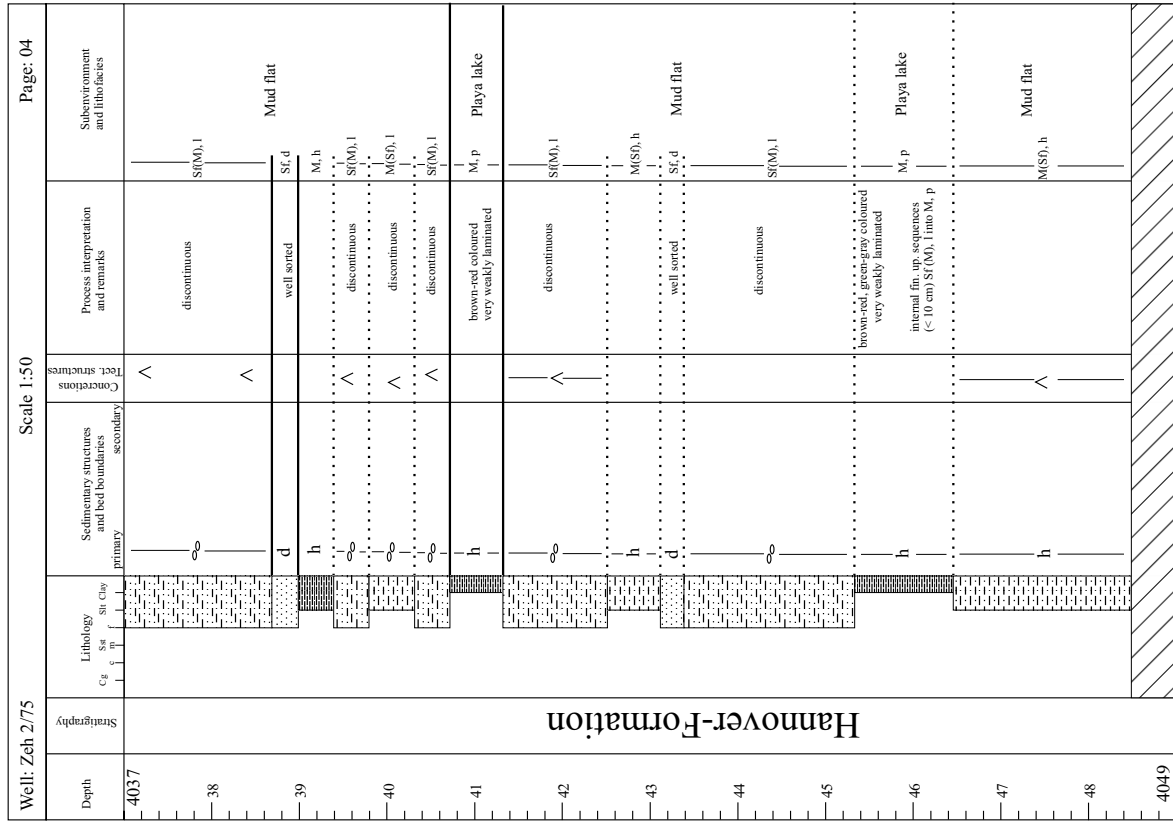 Well: Zeh 2/75
Scale 1:50
Page: 04
Depth
Stratigraphy
Lithology
Cg
c
Sst
m
f
Slt
Clay
Sedimentary structures
and bed boundaries
primary
secondary
Concretions
Tect. structures
Process interpretation
and remarks
Subenvironment
and lithofacies
4037
38
39
40
41
42
43
44
45
46
47
48
4049
Hannover-Formation
d
h
h
h
d
h
h
discontinuous
well sorted
discontinuous
discontinuous
discontinuous
brown-red coloured
very weakly laminated
discontinuous
well sorted
discontinuous
brown-red, green-gray coloured
very weakly laminated
internal fin. up. sequences
(< 10 cm) Sf (M), l into M, p
Sf(M), l
Sf, d
M, h
Sf(M), l
M(Sf), l
Sf(M), l
M, p
Sf(M), l
M(Sf), h
Sf, d
Sf(M), l
M, p
M(Sf), h
Mud flat
Playa lake
Mud flat
Playa lake
Mud flat